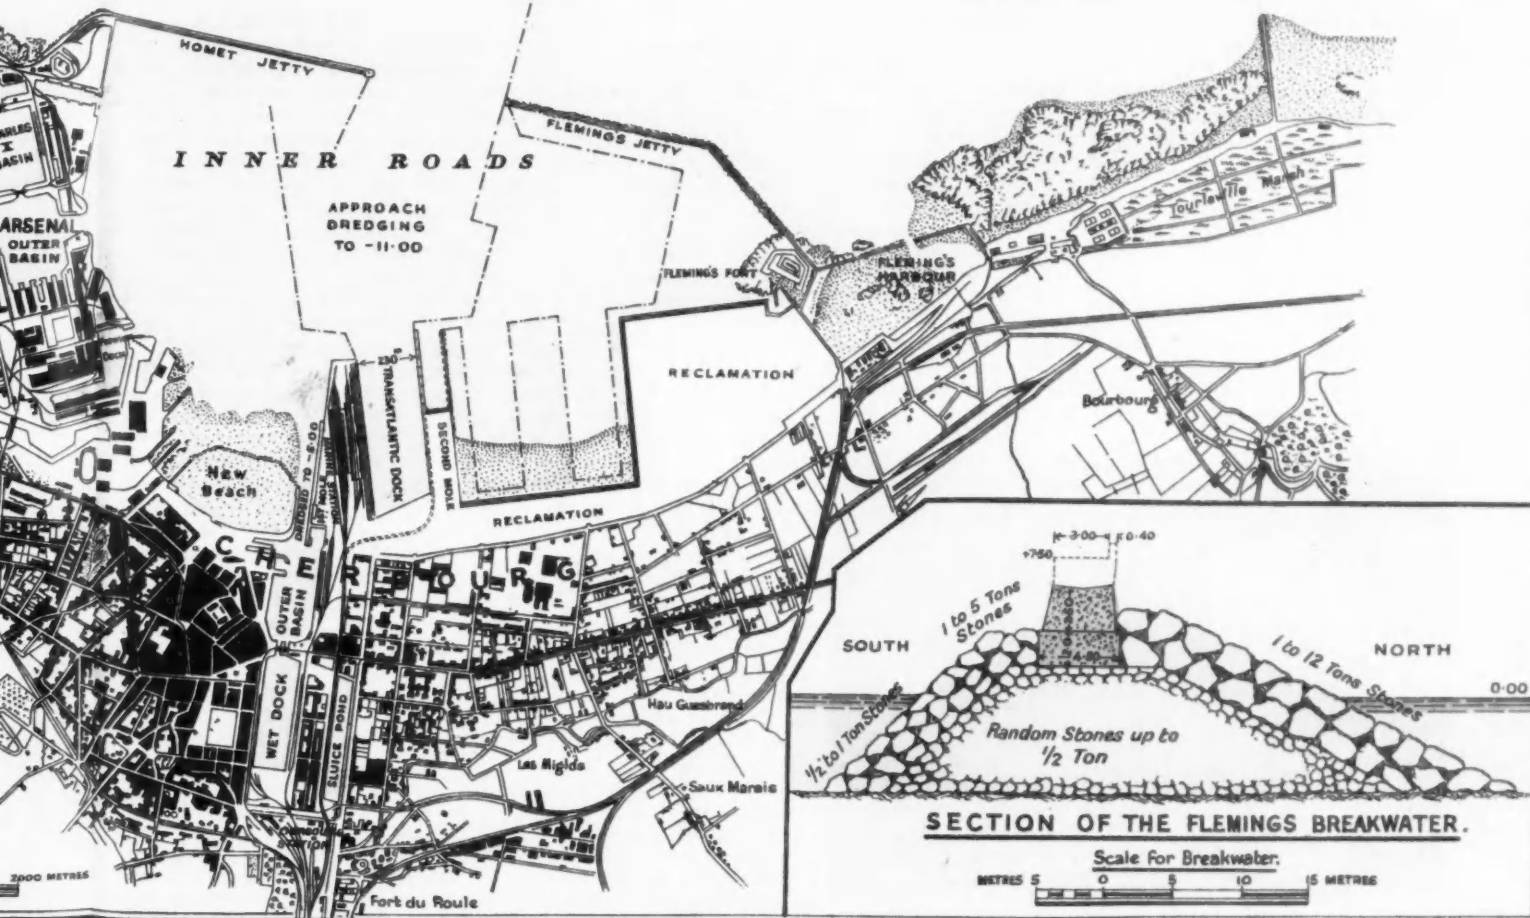 HOMET JETTY
FLEMINGS JETTY
INNER ROADS
BASIN
APPROACH
DREDGING
TO -11·00
ARSENAL
OUTER
BASIN
FLEMING'S FORT
FLEMING'S
HARBOUR
Tourlaville Marsh
230
RECLAMATION
TRANSATLANTIC DOCK
SECOND MOLE
Bourbourg
New
Beach
RECLAMATION
CHERBOURG
OUTER
BASIN
WET DOCK
SLUICE POND
Hau Guesbrand
Saux Marais
STATION
2000 METRES
Fort du Roule
3·00
0·40
+7·50
1 to 5 Tons
Stones
SOUTH
NORTH
1 to 12 Tons Stones
0·00
1/2 to 1 Ton Stones
Random Stones up to
1/2 Ton
SECTION OF THE FLEMINGS BREAKWATER.
Scale for Breakwater.
METRES 5 0 5 10 15 METRES